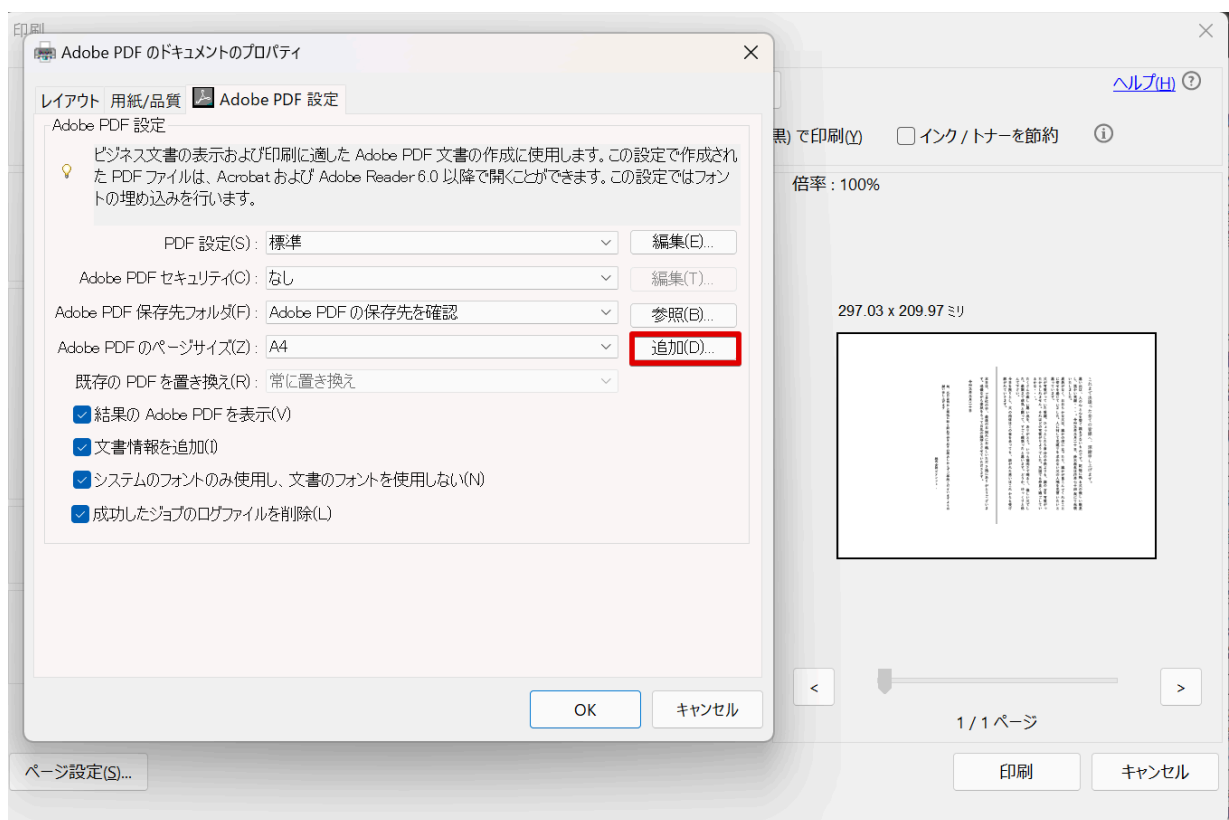 印刷
Adobe PDF のドキュメントのプロパティ
レイアウト 用紙/品質 Adobe PDF 設定
Adobe PDF 設定
ビジネス文書の表示および印刷に適した Adobe PDF 文書の作成に使用します。この設定で作成され
た PDF ファイルは、Acrobat および Adobe Reader 6.0 以降で開くことができます。この設定ではフォン
トの埋め込みを行います。
PDF 設定(S): 標準 編集(E)...
Adobe PDF セキュリティ(C): なし 編集(T)...
Adobe PDF 保存先フォルダ(F): Adobe PDF の保存先を確認 参照(B)...
Adobe PDF のページサイズ(Z): A4 追加(D)...
既存の PDF を置き換え(R): 常に置き換え
結果の Adobe PDF を表示(V)
文書情報を追加(I)
システムのフォントのみ使用し、文書のフォントを使用しない(N)
成功したジョブのログファイルを削除(L)
OK キャンセル
ヘルプ(H)
黒) で印刷(Y) インク / トナーを節約
倍率 : 100%
297.03 x 209.97 ミリ
< >
1 / 1 ページ
ページ設定(S)... 印刷 キャンセル